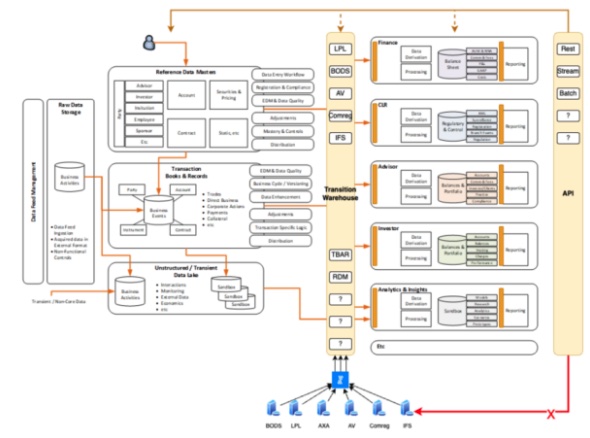 Data Feed Management
Raw Data
Storage
Business
Activities
• Data Feed
Ingestion
• Acquired data in
External Format
• Non-Functional
Controls
Transient / Non-Core Data
Reference Data Masters
Party
Advisor
Investor
Institution
Employees
Sponsor
Etc
Account
Securities &
Pricing
Contract
Static, etc
Data Entry Workflow
Registration & Compliance
EDM & Data Quality
Adjustments
Mastery & Controls
Distribution
Transaction
Books & Records
Party
Account
Business
Events
Instrument
Contract
• Trades
• Direct Business
• Corporate Actions
• Payments
• Collateral
• etc
EDM & Data Quality
Business Cycle / Versioning
Data Enhancement
Adjustments
Transaction Specific Logic
Distribution
Unstructured / Transient
Data Lake
Business
Activities
• Instructions
• Monitoring
• External Data
• Economics
• etc
Sandbox
Sandbox
Sandbox
LPL
BODS
AV
Comreg
IFS
Transition
Warehouse
TBAR
RDM
?
?
?
Finance
Data
Derivation
Processing
Balance
Reporting
CLR
Data
Derivation
Processing
Regulatory
& Control
Reporting
Advisor
Data
Derivation
Processing
Balances &
Portfolio
Reporting
Investor
Data
Derivation
Processing
Balances &
Portfolio
Reporting
Analytics & Insights
Data
Derivation
Processing
Sandbox
Reporting
Etc
Rest
Stream
Batch
?
?
API
BODS
LPL
AXA
AV
Comreg
IFS
X